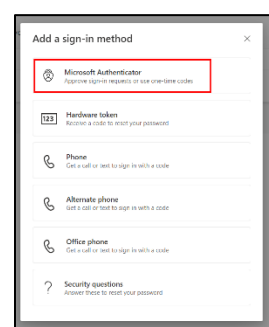 Add a sign-in method
Microsoft Authenticator
Approve sign-in requests or use one-time codes
123
Hardware token
Receive a code to reset your password
Phone
Get a call or text to sign in with a code
Alternate phone
Get a call or text to sign in with a code
Office phone
Get a call or text to sign in with a code
Security questions
Answer these to reset your password